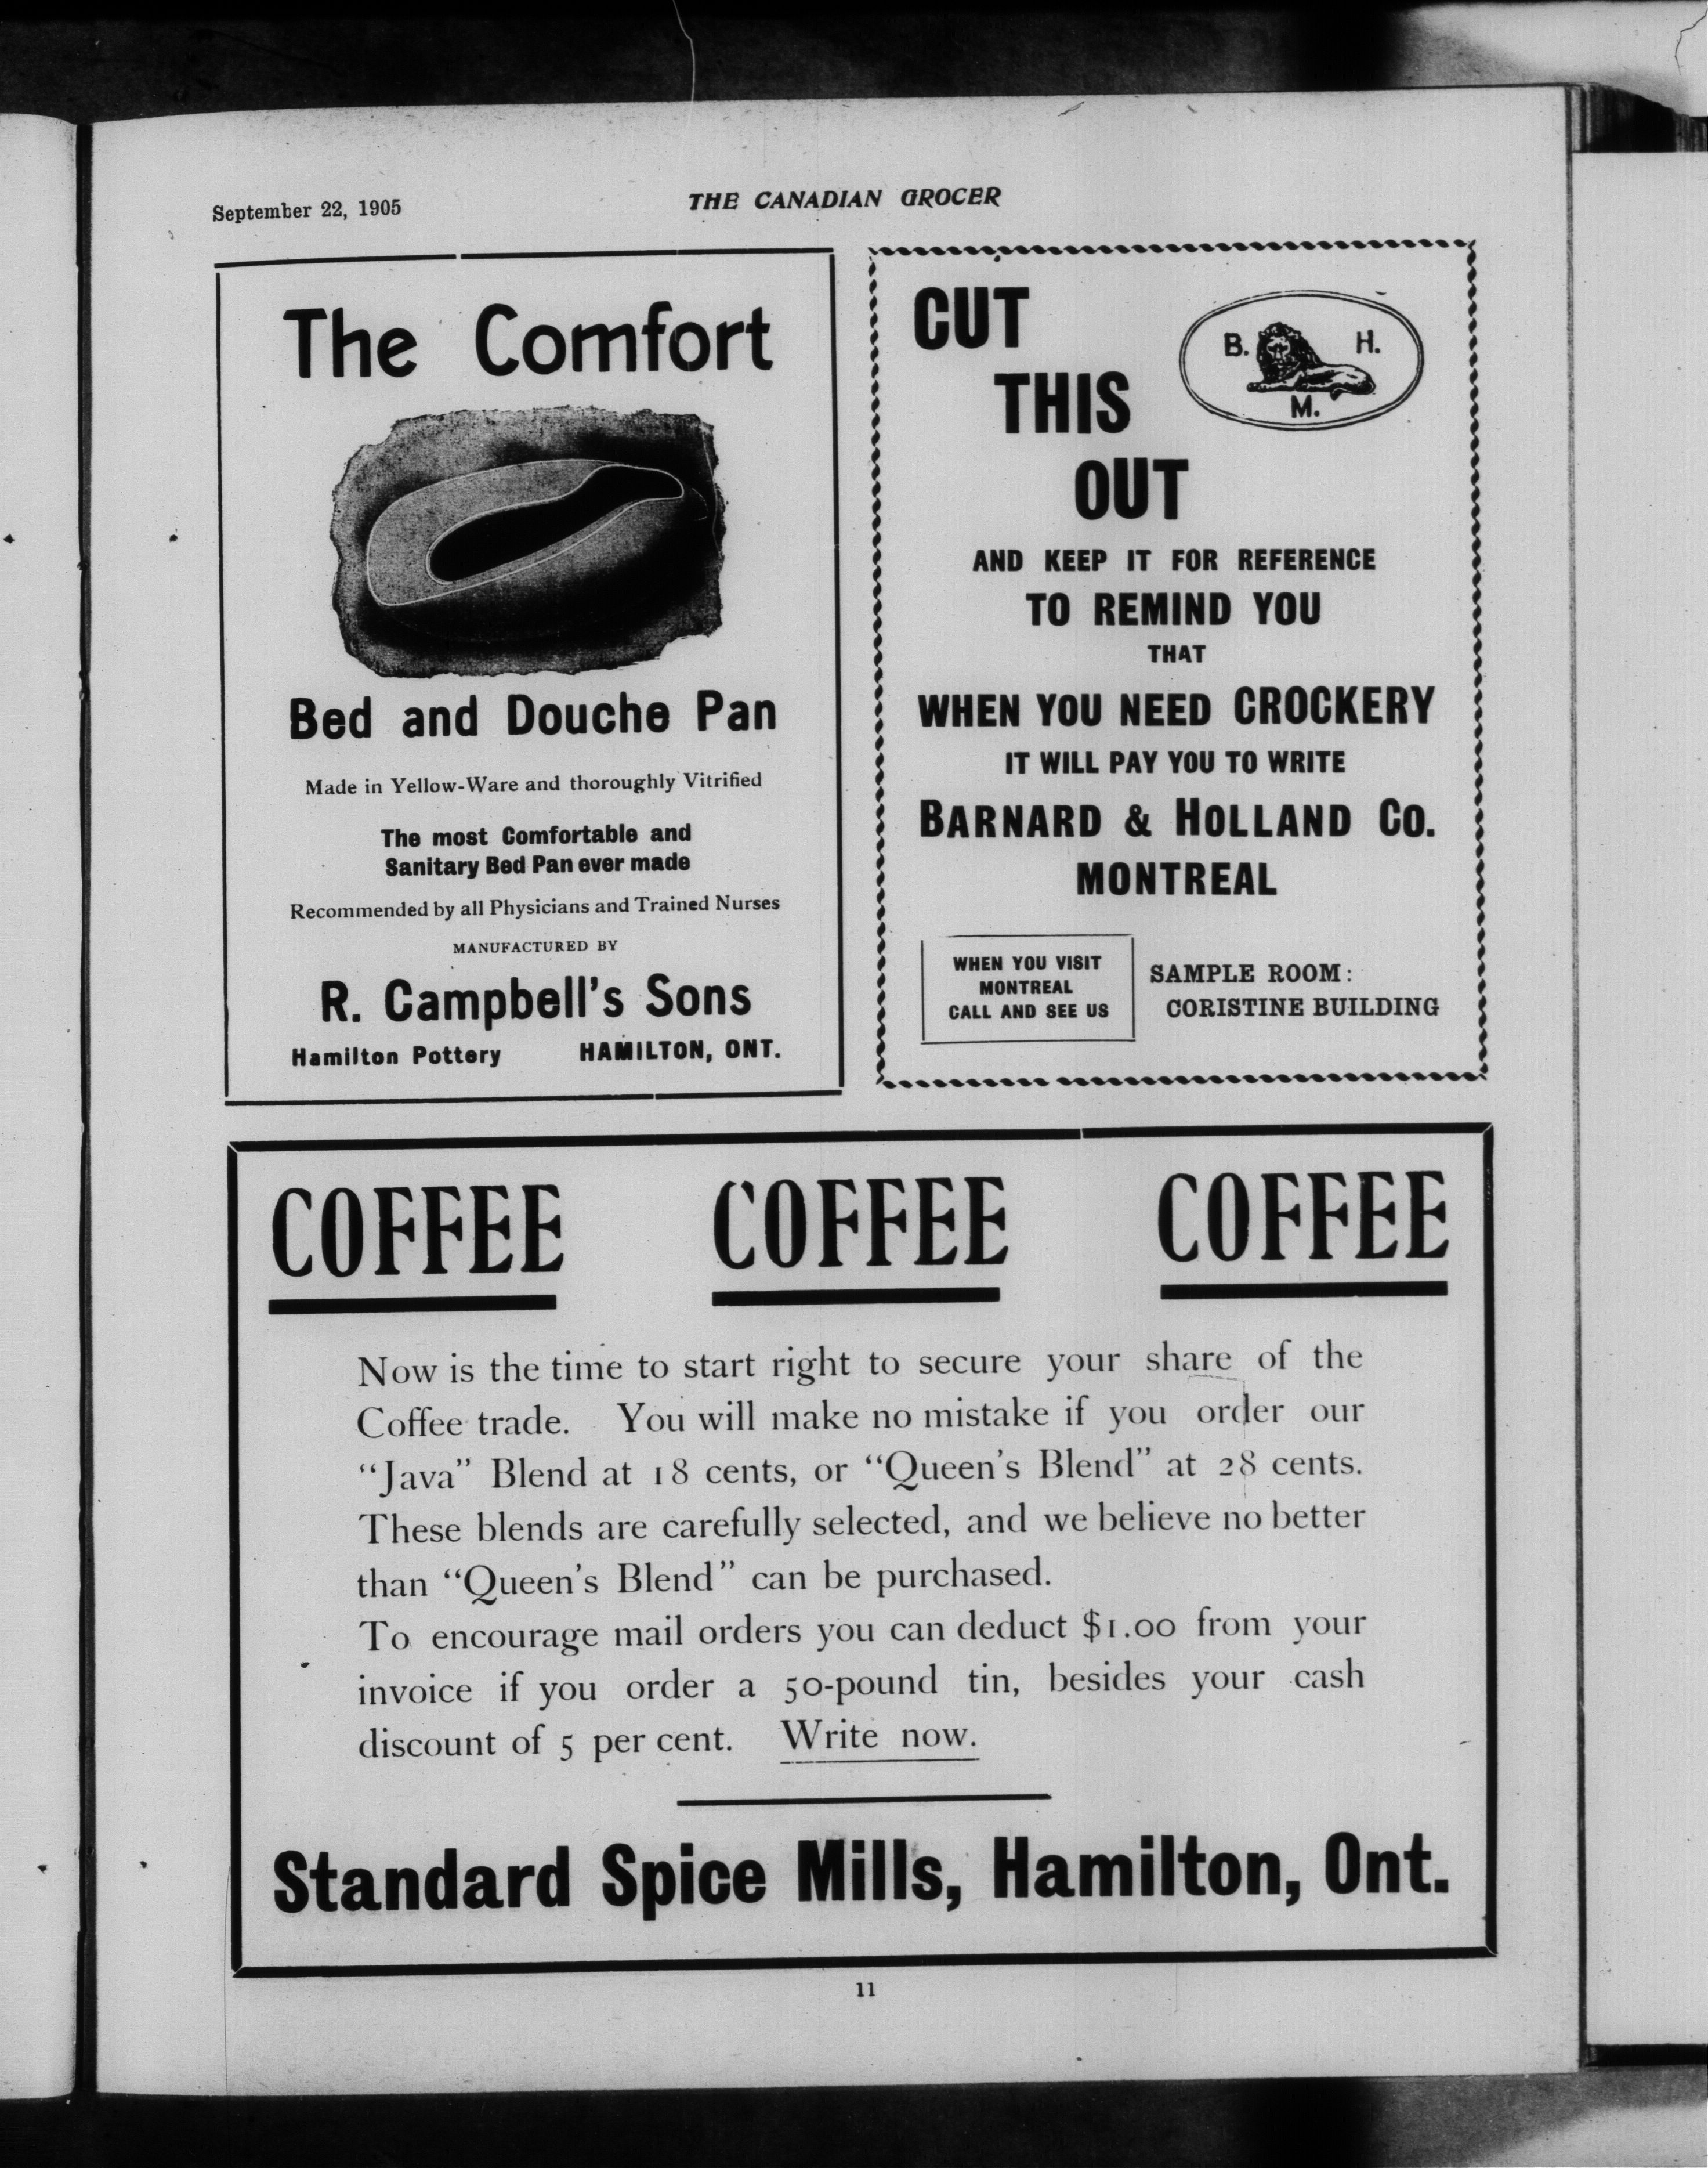 September 22, 1905
THE CANADIAN GROCER
The Comfort
Bed and Douche Pan
Made in Yellow-Ware and thoroughly Vitrified
The most Comfortable and
Sanitary Bed Pan ever made
Recommended by all Physicians and Trained Nurses
MANUFACTURED BY
R. Campbell's Sons
Hamilton Pottery HAMILTON, ONT.
CUT
THIS
OUT
B. H.
M.
AND KEEP IT FOR REFERENCE
TO REMIND YOU
THAT
WHEN YOU NEED CROCKERY
IT WILL PAY YOU TO WRITE
BARNARD & HOLLAND CO.
MONTREAL
WHEN YOU VISIT
MONTREAL
CALL AND SEE US
SAMPLE ROOM:
CORISTINE BUILDING
COFFEE COFFEE COFFEE
Now is the time to start right to secure your share of the
Coffee trade. You will make no mistake if you order our
"Java" Blend at 18 cents, or "Queen's Blend" at 28 cents.
These blends are carefully selected, and we believe no better
than "Queen's Blend" can be purchased.
To encourage mail orders you can deduct $1.00 from your
invoice if you order a 50-pound tin, besides your cash
discount of 5 per cent. Write now.
Standard Spice Mills, Hamilton, Ont.
11